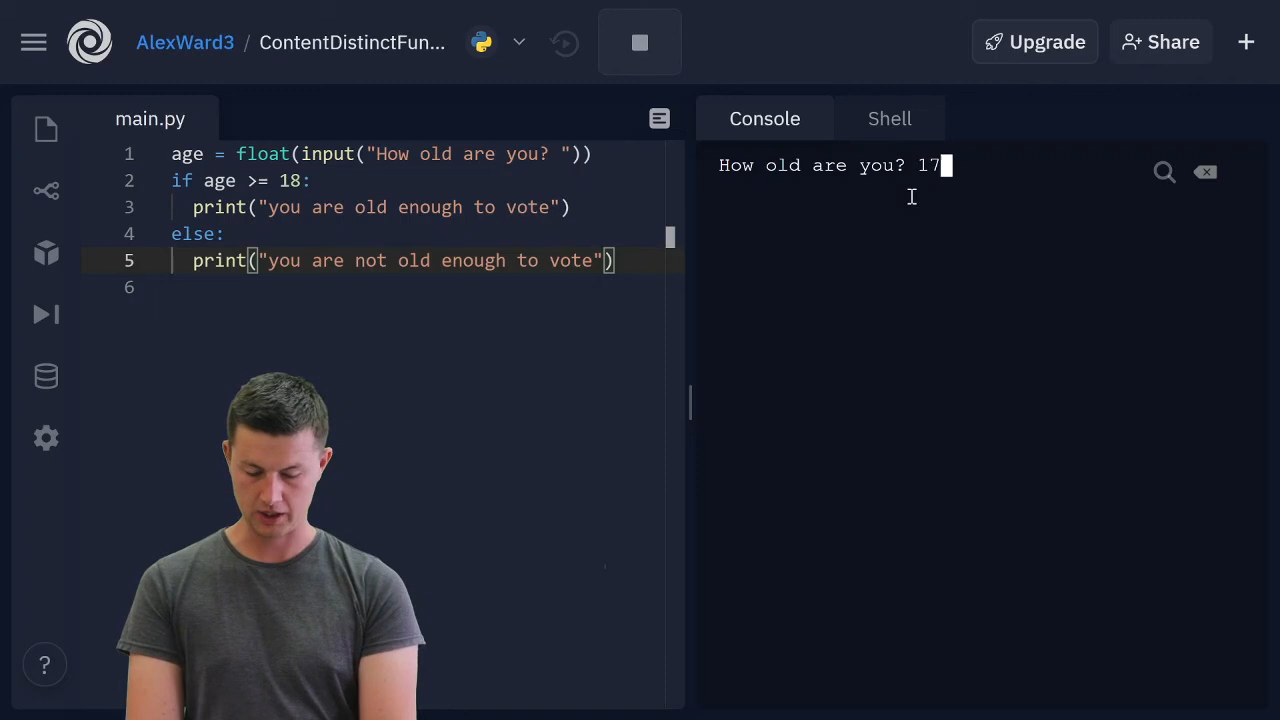 AlexWard3 / ContentDistinctFun...
Upgrade
Share
main.py
1 age = float(input("How old are you? "))
2 if age >= 18:
3 print("you are old enough to vote")
4 else:
5 print("you are not old enough to vote")
6
?
Console
Shell
How old are you? 17